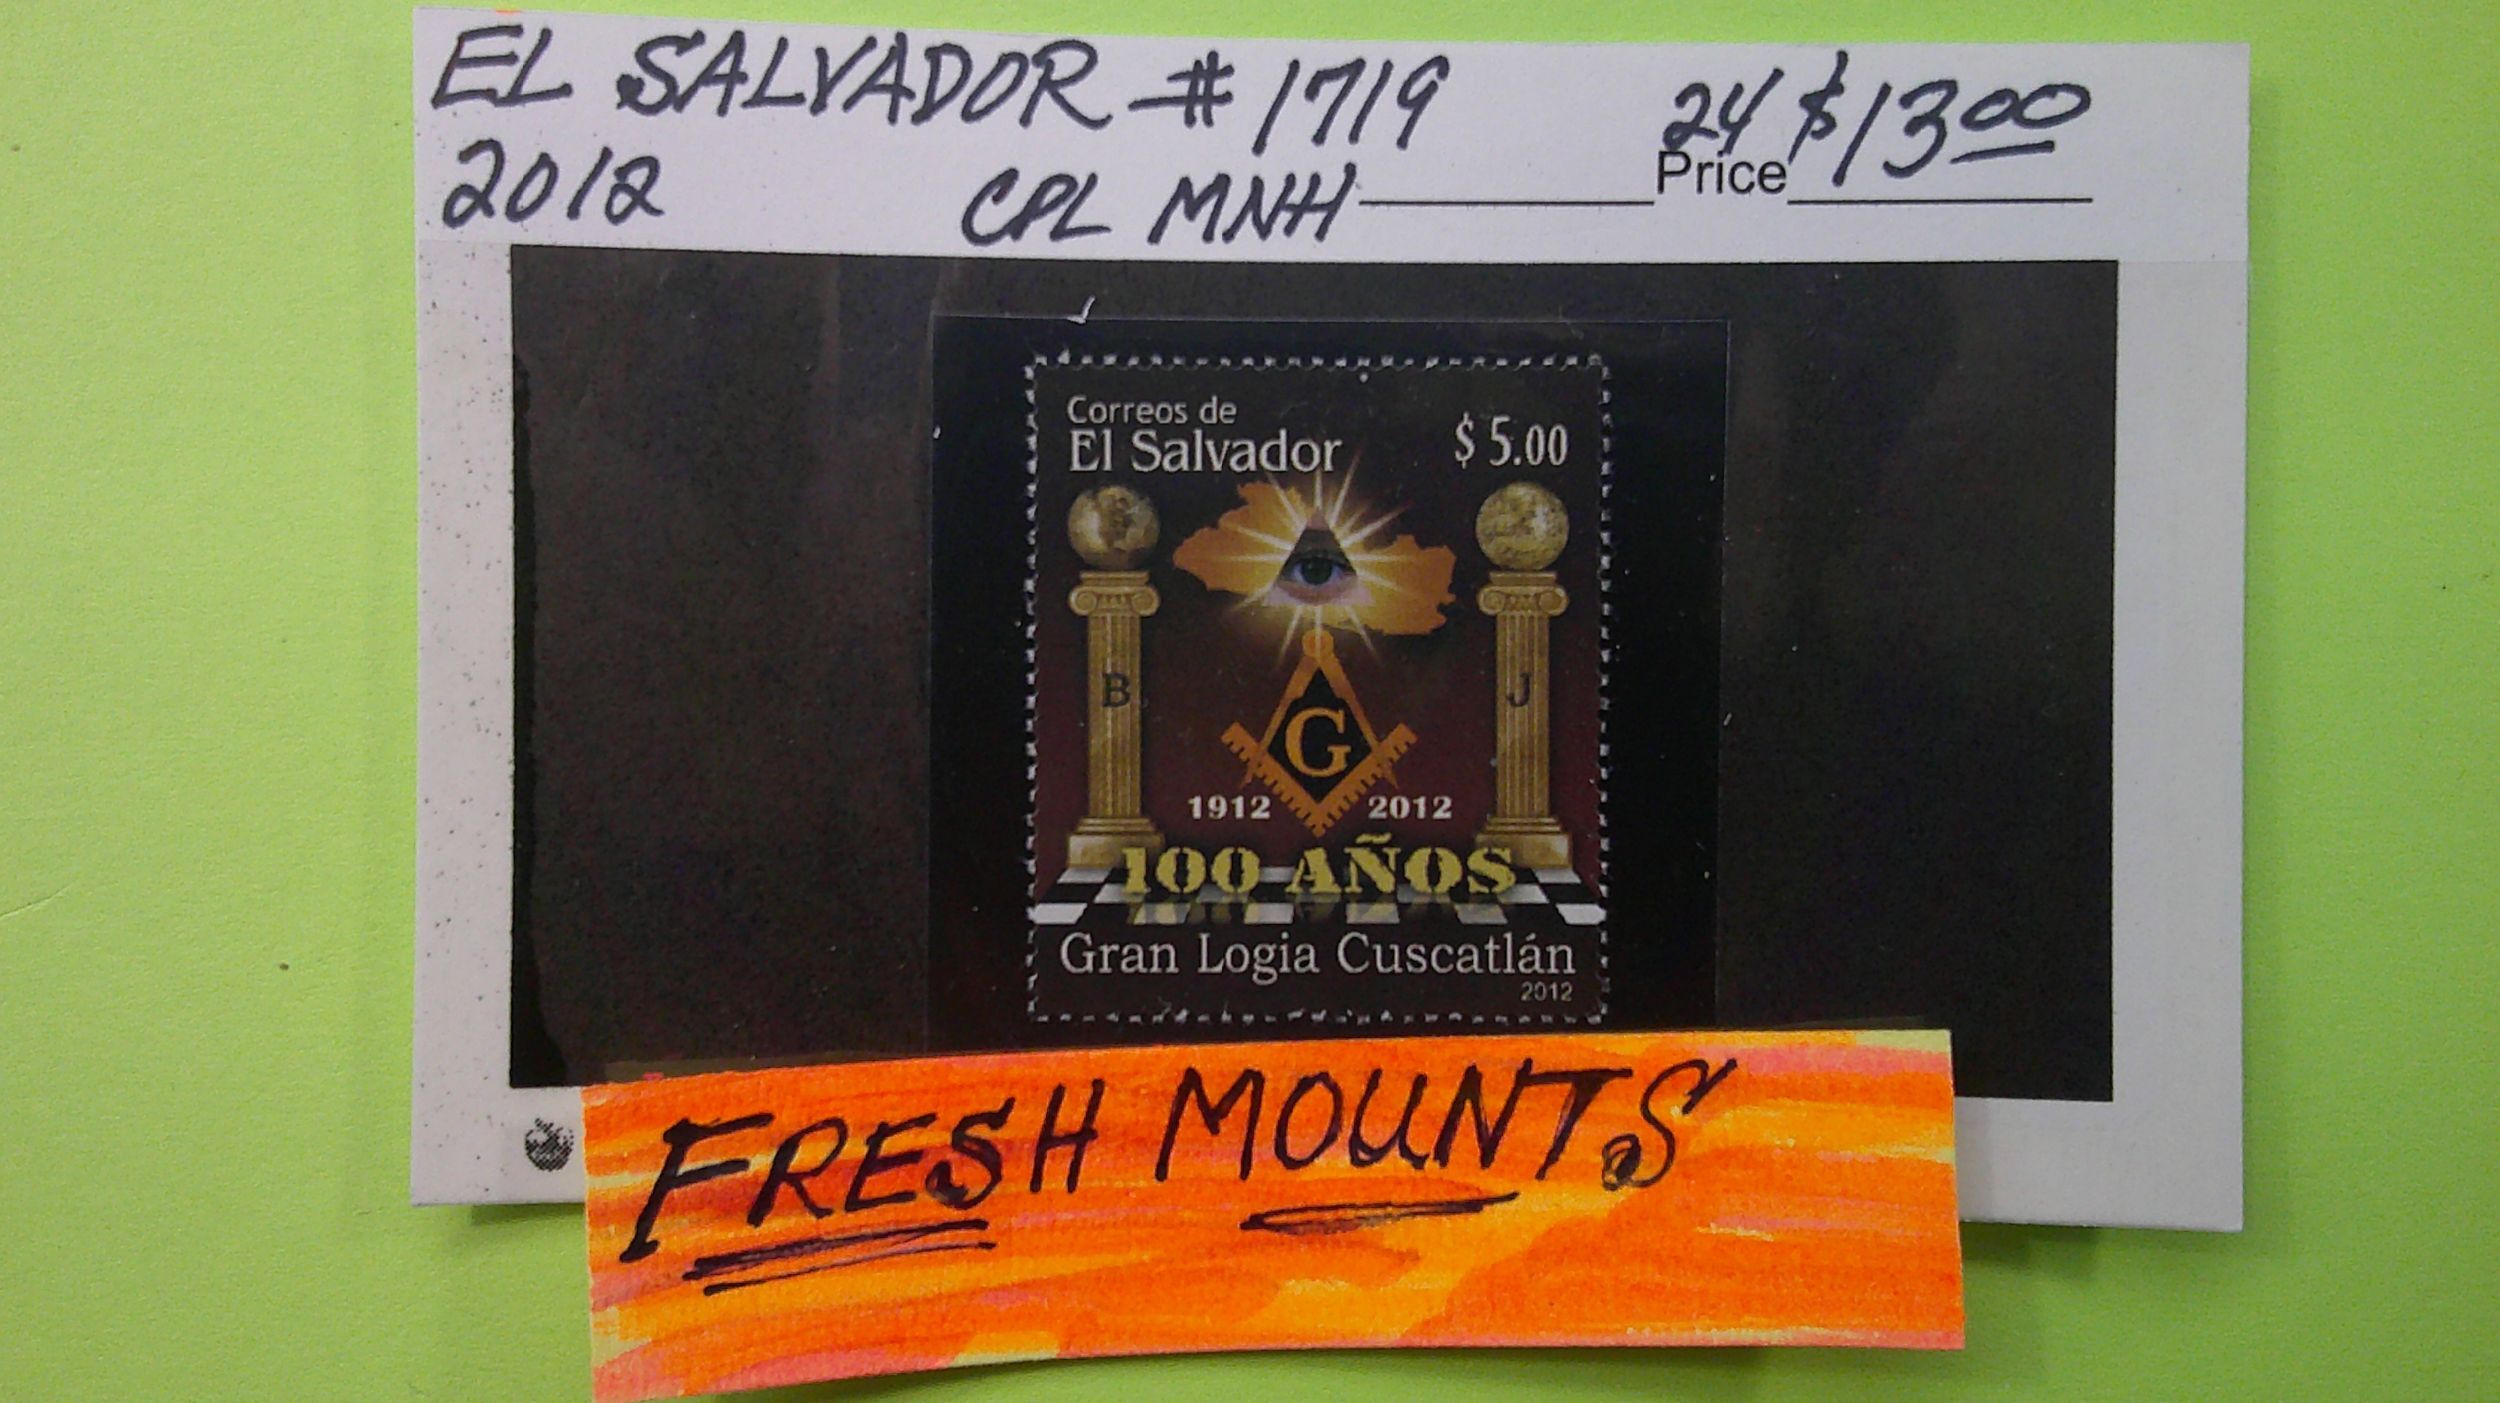 EL SALVADOR # 1719 24 $13.00
2012 CPL MNH Price
Correos de
El Salvador $ 5.00
B J
G
1912 2012
100 AÑOS
Gran Logia Cuscatlán
2012
FRESH MOUNTS